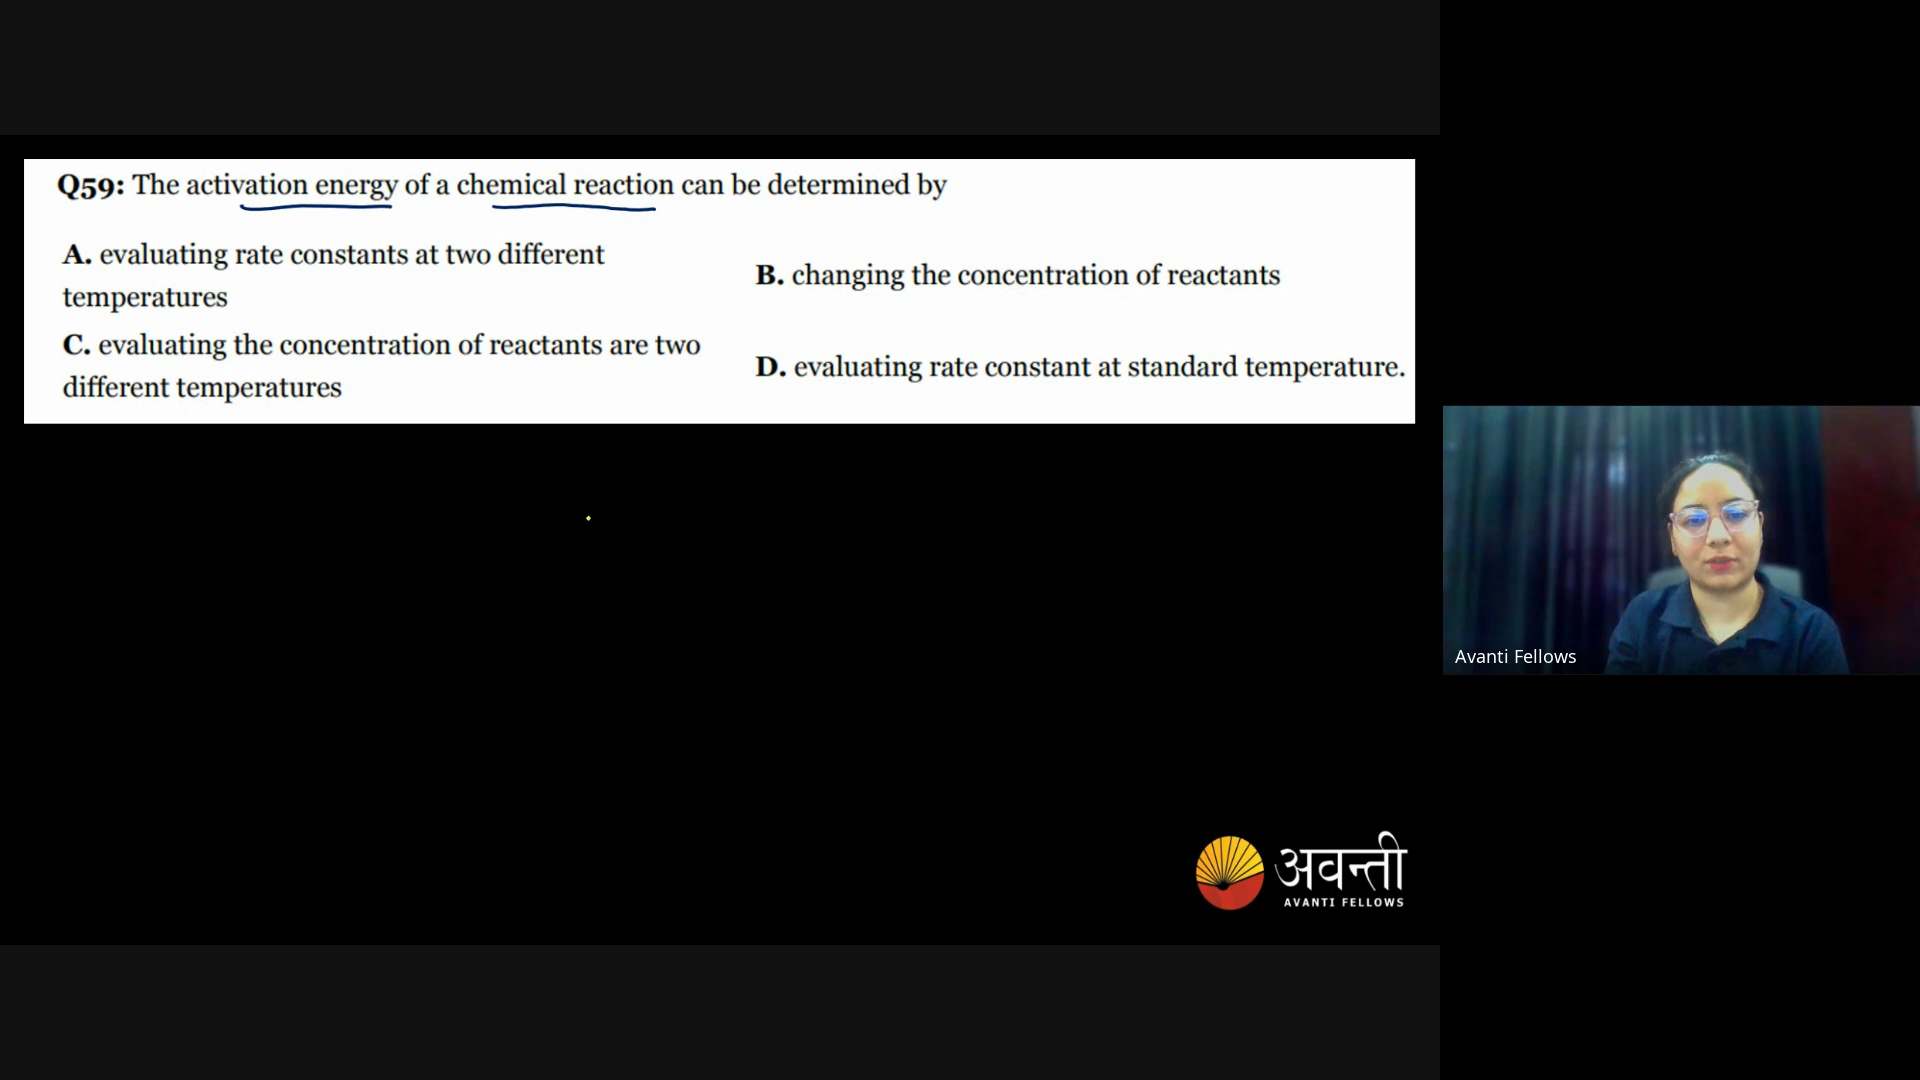 Q59: The activation energy of a chemical reaction can be determined by
A. evaluating rate constants at two different
temperatures
B. changing the concentration of reactants
C. evaluating the concentration of reactants are two
different temperatures
D. evaluating rate constant at standard temperature.
Avanti Fellows
अवन्ती
AVANTI FELLOWS